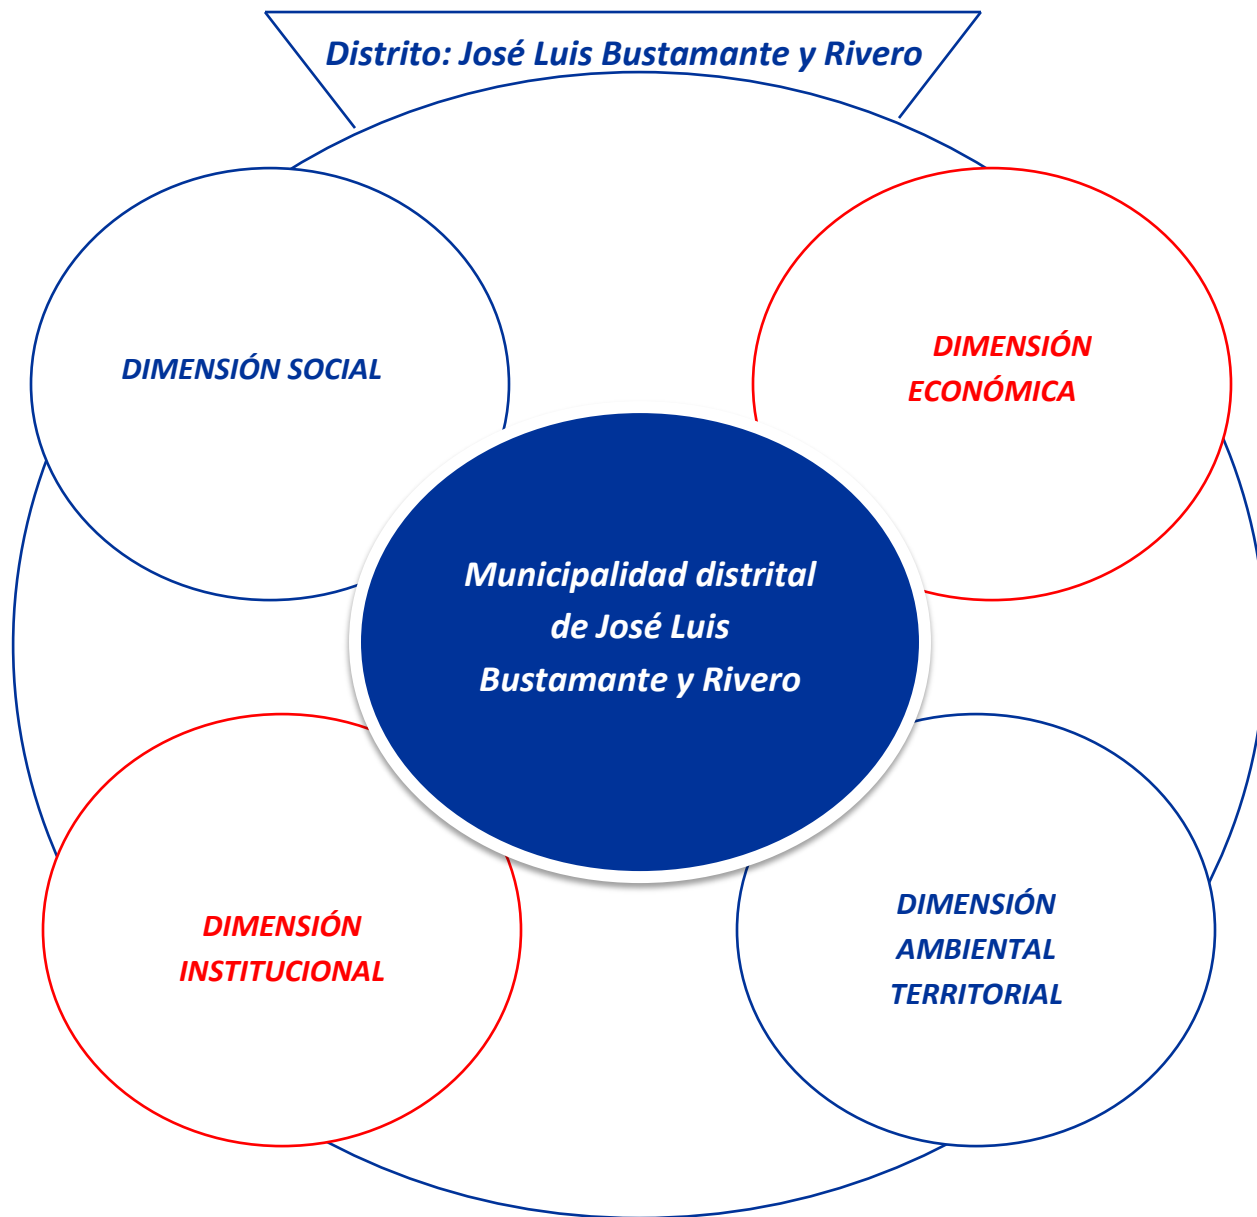 Distrito: José Luis Bustamante y Rivero
DIMENSIÓN SOCIAL
DIMENSIÓN
ECONÓMICA
Municipalidad distrital
de José Luis
Bustamante y Rivero
DIMENSIÓN
INSTITUCIONAL
DIMENSIÓN
AMBIENTAL
TERRITORIAL